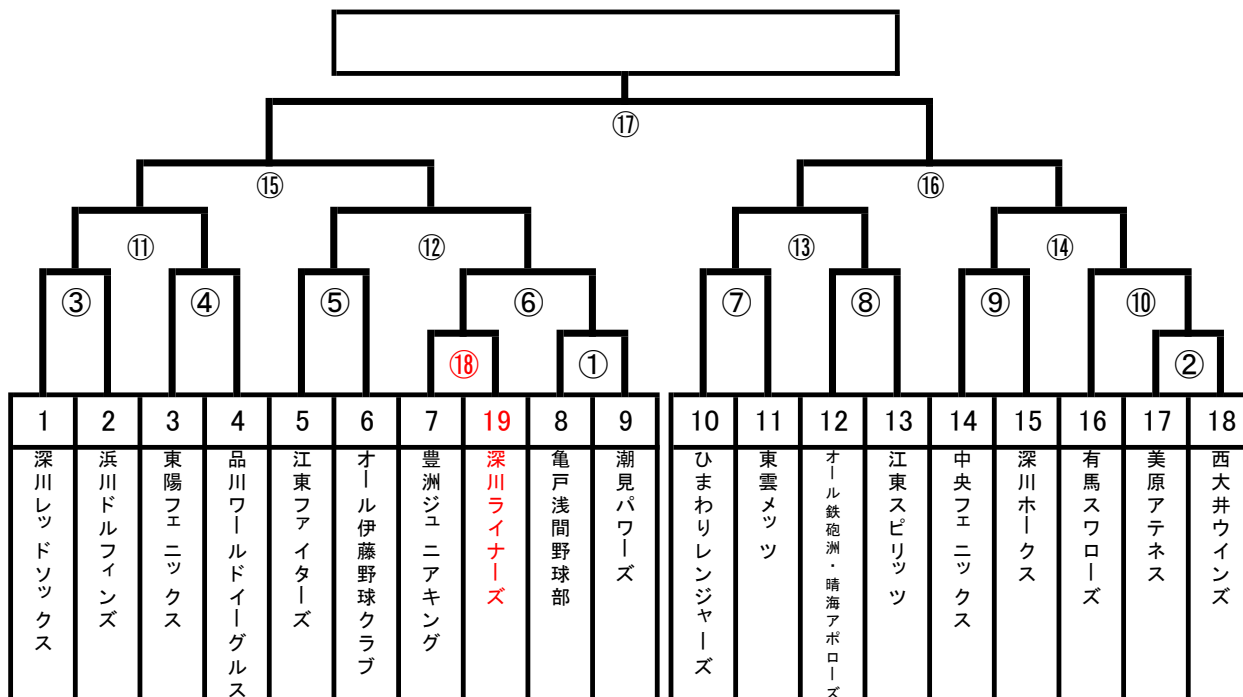 ⑰
⑮
⑯
⑪
⑫
⑬
⑭
③
④
⑤
⑥
⑦
⑧
⑨
⑩
⑱
①
②
1
2
3
4
5
6
7
19
8
9
10
11
12
13
14
15
16
17
18
深川レッドソックス
浜川ドルフィンズ
東陽フェニックス
品川ワールドイーグルス
江東ファイターズ
オール伊藤野球クラブ
豊洲ジュニアキング
深川ライナーズ
亀戸浅間野球部
潮見パワーズ
ひまわりレンジャーズ
東雲メッツ
オール鉄砲洲・晴海アポローズ
江東スピリッツ
中央フェニックス
深川ホークス
有馬スワローズ
美原アテネス
西大井ウインズ